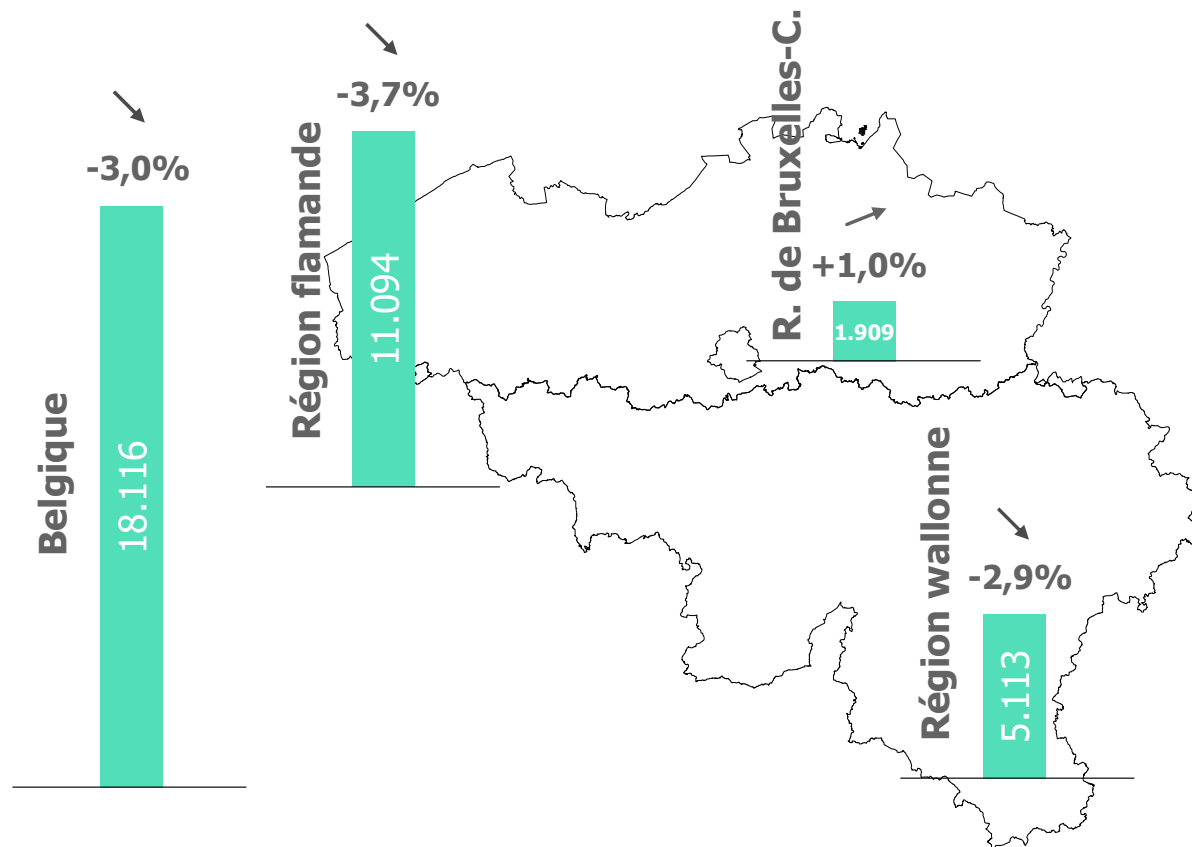 Belgique
-3,0%
18.116
Région flamande
-3,7%
11.094
R. de Bruxelles-C.
+1,0%
1.909
Région wallonne
-2,9%
5.113